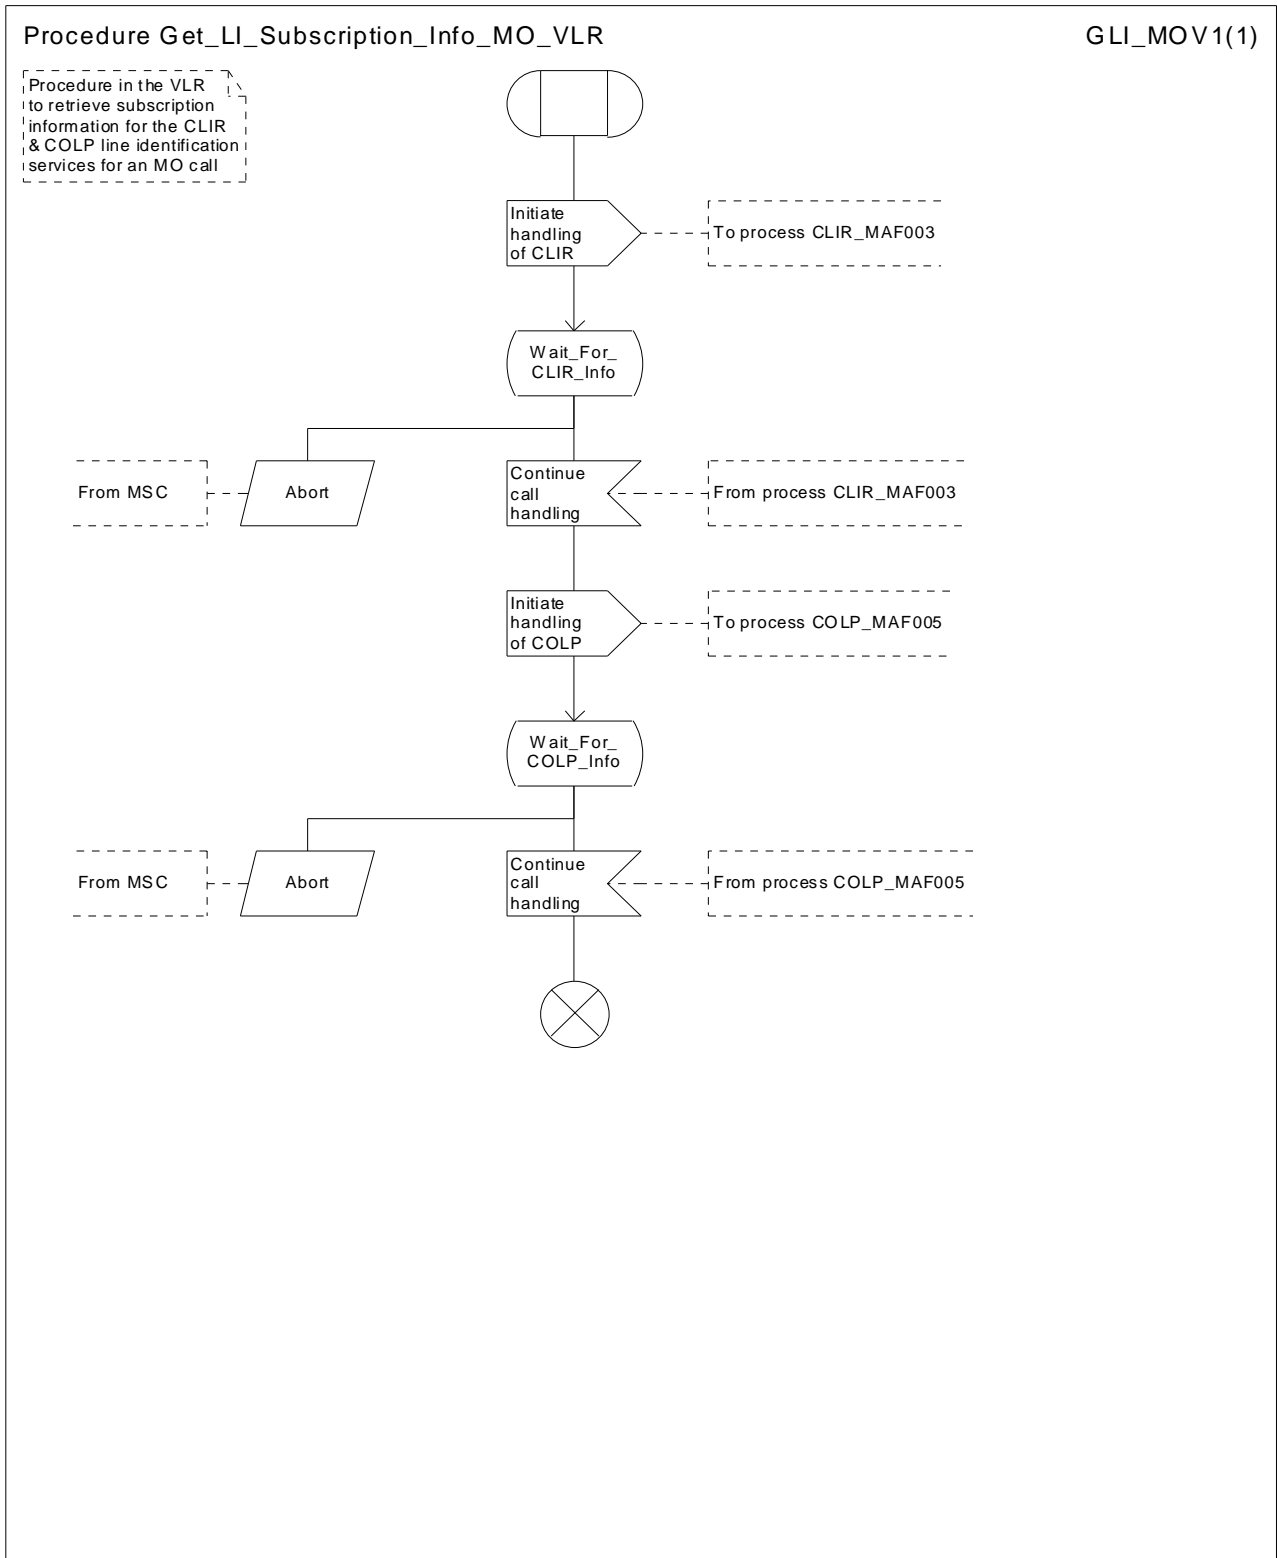 Procedure Get_LI_Subscription_Info_MO_VLR
GLI_MOV1(1)
Procedure in the VLR
to retrieve subscription
information for the CLIR
& COLP line identification
services for an MO call
Initiate
handling
of CLIR
To process CLIR_MAF003
Wait_For_
CLIR_Info
From MSC
Abort
Continue
call
handling
From process CLIR_MAF003
Initiate
handling
of COLP
To process COLP_MAF005
Wait_For_
COLP_Info
From MSC
Abort
Continue
call
handling
From process COLP_MAF005